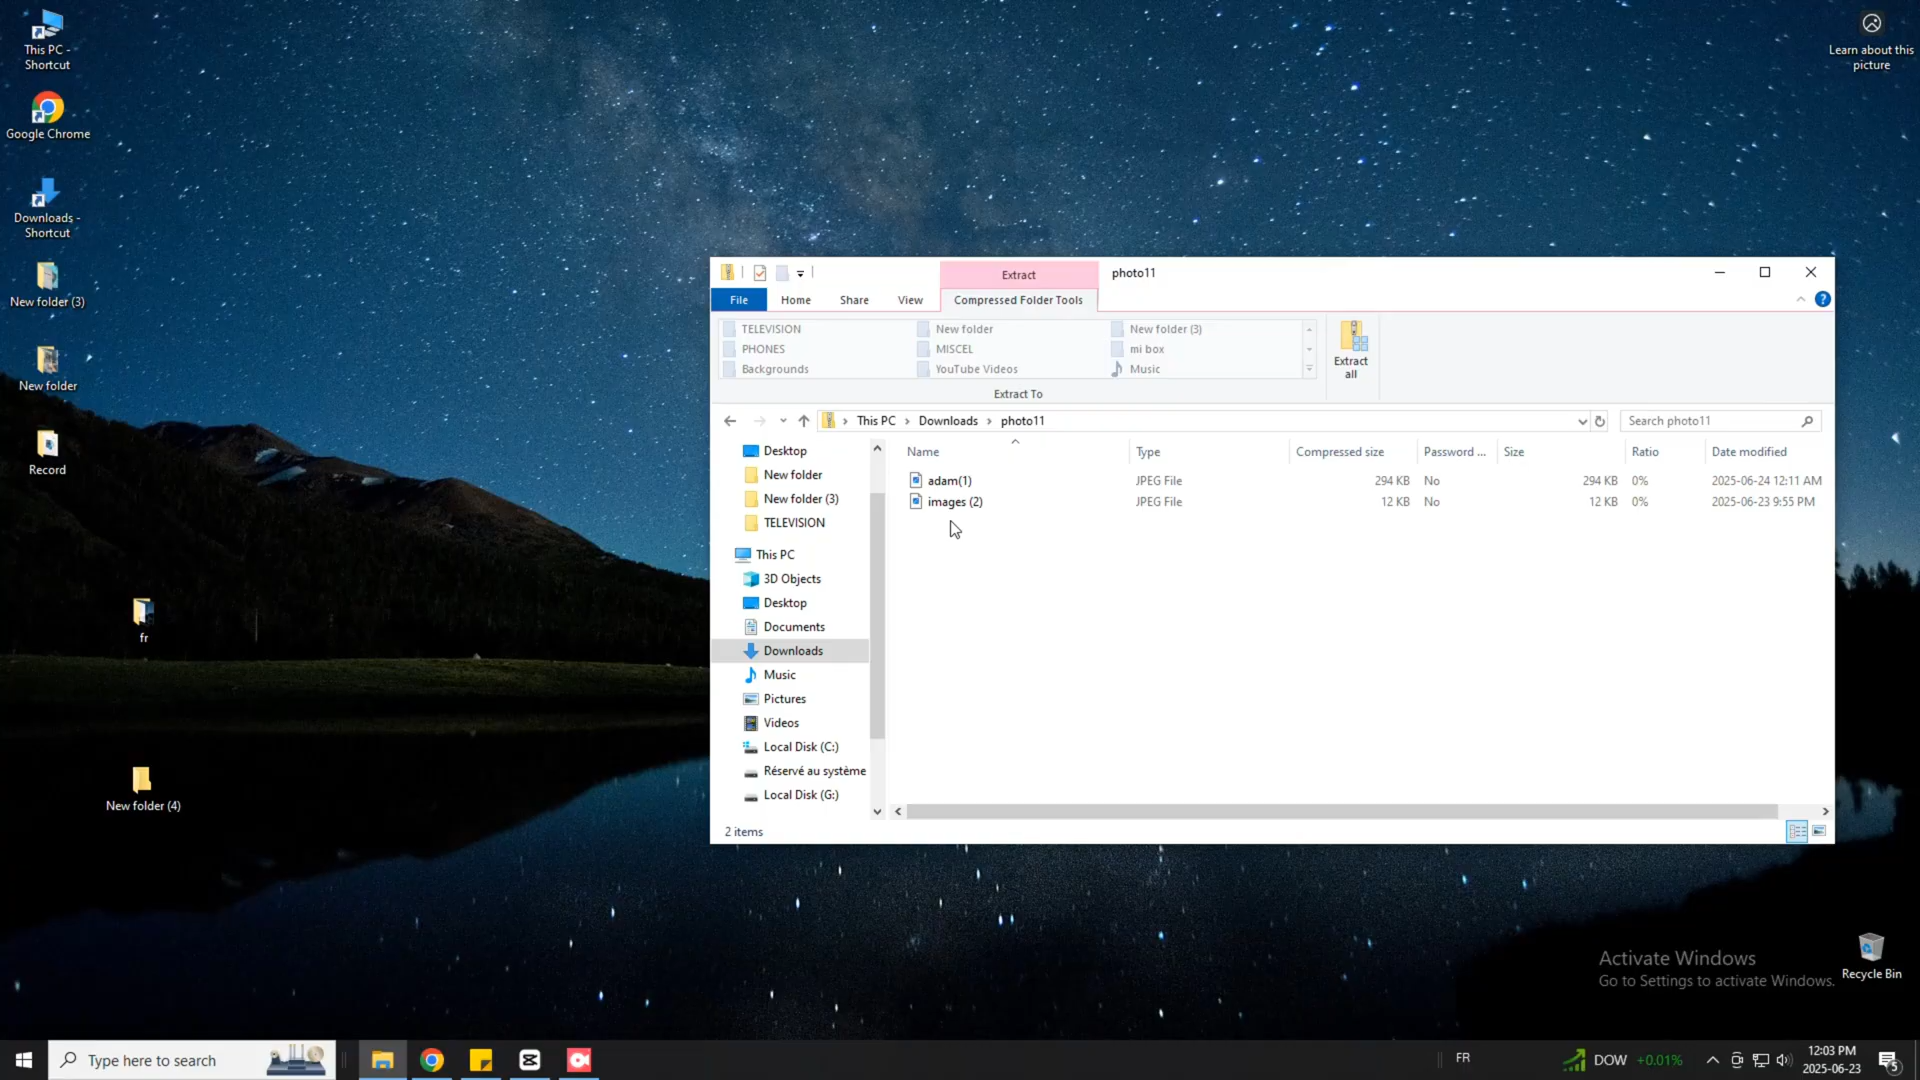 This PC -
Shortcut
Google Chrome
Downloads -
Shortcut
New folder (3)
New folder
Record
fr
New folder (4)
Learn about this
picture
Extract
photo11
File
Home
Share
View
Compressed Folder Tools
TELEVISION
New folder
New folder (3)
PHONES
MISCEL
mi box
Backgrounds
YouTube Videos
Music
Extract
all
Extract To
This PC
Downloads
photo11
Search photo11
Desktop
New folder
New folder (3)
TELEVISION
This PC
3D Objects
Desktop
Documents
Downloads
Music
Pictures
Videos
Local Disk (C:)
Réservé au système
Local Disk (G:)
Name
Type
Compressed size
Password ...
Size
Ratio
Date modified
adam(1)
JPEG File
294 KB
No
294 KB
0%
2025-06-24 12:11 AM
images (2)
JPEG File
12 KB
No
12 KB
0%
2025-06-23 9:55 PM
2 items
Activate Windows
Go to Settings to activate Windows.
Recycle Bin
Type here to search
FR
DOW +0.01%
12:03 PM
2025-06-23
5